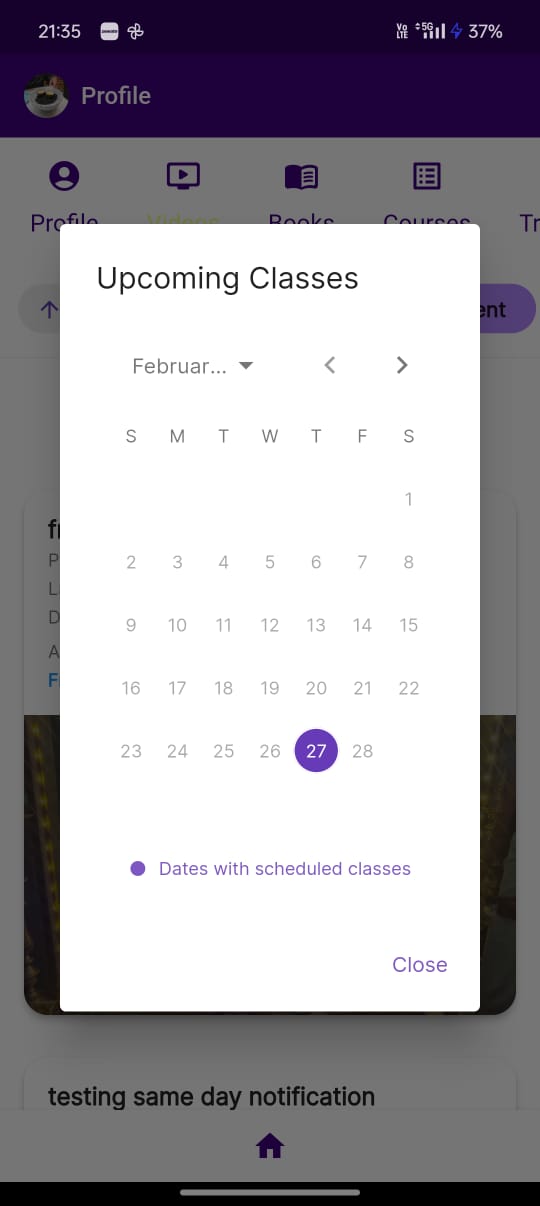 21:35 Vo LTE 5G 37%
Profile
Profile Videos Books Courses Tr
Upcoming Classes
ent
Februar...
S M T W T F S
1
2 3 4 5 6 7 8
9 10 11 12 13 14 15
16 17 18 19 20 21 22
23 24 25 26 27 28
Dates with scheduled classes
Close
testing same day notification